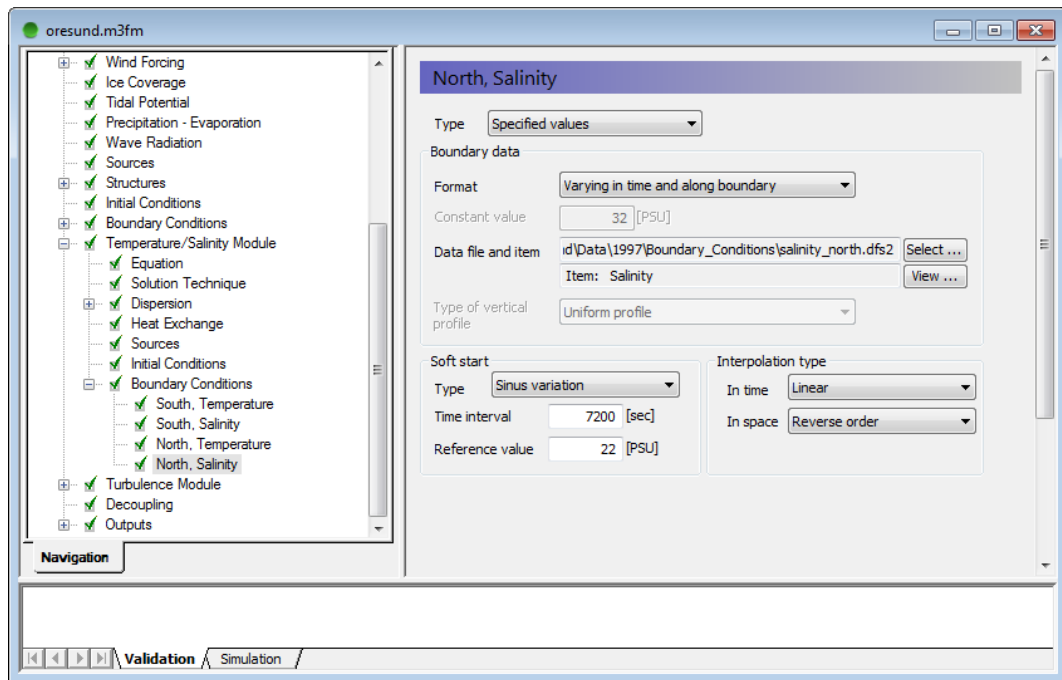 oresund.m3fm
Wind Forcing
Ice Coverage
Tidal Potential
Precipitation - Evaporation
Wave Radiation
Sources
Structures
Initial Conditions
Boundary Conditions
Temperature/Salinity Module
Equation
Solution Technique
Dispersion
Heat Exchange
Sources
Initial Conditions
Boundary Conditions
South, Temperature
South, Salinity
North, Temperature
North, Salinity
Turbulence Module
Decoupling
Outputs
Navigation
North, Salinity
Type Specified values
Boundary data
Format Varying in time and along boundary
Constant value 32 [PSU]
Data file and item ıd\Data\1997\Boundary_Conditions\salinity_north.dfs2 Select ...
Item: Salinity View ...
Type of vertical
profile
Uniform profile
Soft start
Type Sinus variation
Time interval 7200 [sec]
Reference value 22 [PSU]
Interpolation type
In time Linear
In space Reverse order
Validation Simulation